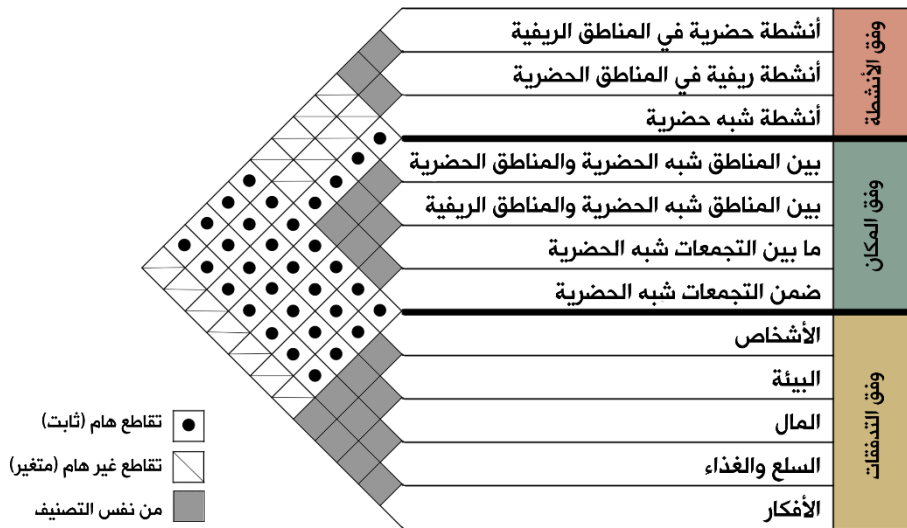 وفق الأنشطة
أنشطة حضرية في المناطق الريفية
أنشطة ريفية في المناطق الحضرية
أنشطة شبه حضرية
وفق المكان
بين المناطق شبه الحضرية والمناطق الحضرية
بين المناطق شبه الحضرية والمناطق الريفية
ما بين التجمعات شبه الحضرية
ضمن التجمعات شبه الحضرية
وفق التدفقات
الأشخاص
البيئة
المال
السلع والغذاء
الأفكار
تقاطع هام (ثابت)
تقاطع غير هام (متغير)
من نفس التصنيف